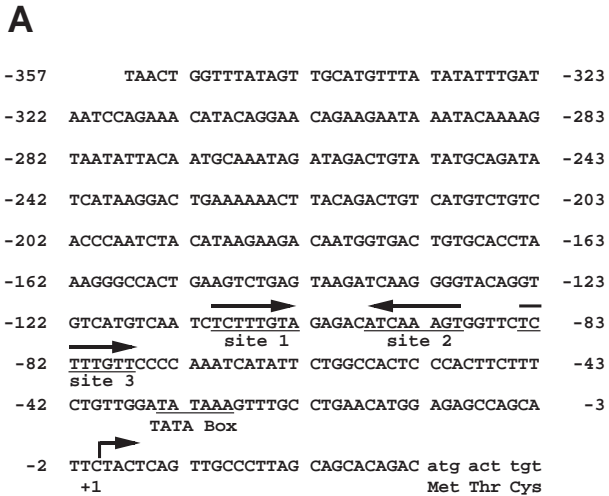 A
-357 TAACT GGTTTATAGT TGCATGTTTA TATATTTGAT -323
-322 AATCCAGAAA CATACAGGAA CAGAAGAATA AATACAAAAG -283
-282 TAATATTACA ATGCAAATAG ATAGACTGTA TATGCAGATA -243
-242 TCATAAGGAC TGAAAAAACT TACAGACTGT CATGTCTGTC -203
-202 ACCCAATCTA CATAAGAAGA CAATGGTGAC TGTGCACCTA -163
-162 AAGGGCCACT GAAGTCTGAG TAAGATCAAG GGGTACAGGT -123
-122 GTCATGTCAA TCTCTTTGTA GAGACATCAA AGTGGTTCTC -83
site 1 site 2
-82 TTTGTTCCCC AAATCATATT CTGGCCACTC CCACTTCTTT -43
site 3
-42 CTGTTGGATA TAAAGTTTGC CTGAACATGG AGAGCCAGCA -3
TATA Box
-2 TTCTACTCAG TTGCCCTTAG CAGCACAGAC atg act tgt
+1 Met Thr Cys